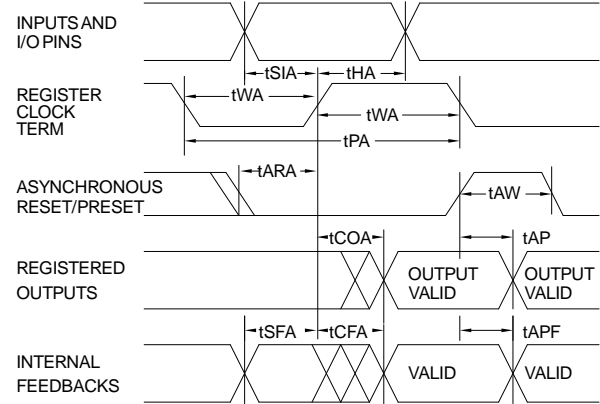 INPUTS AND
I/O PINS
tSIA
tHA
REGISTER
CLOCK
TERM
tWA
tWA
tPA
ASYNCHRONOUS
RESET/PRESET
tARA
tAW
REGISTERED
OUTPUTS
tCOA
tAP
OUTPUT
VALID
OUTPUT
VALID
INTERNAL
FEEDBACKS
tSFA
tCFA
tAPF
VALID
VALID